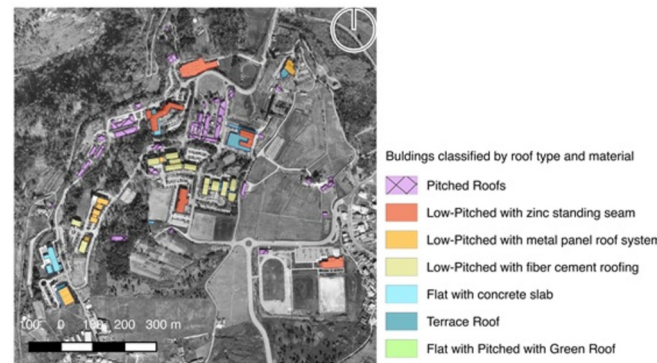 100 0 100 200 300 m
Buldings classified by roof type and material
Pitched Roofs
Low-Pitched with zinc standing seam
Low-Pitched with metal panel roof system
Low-Pitched with fiber cement roofing
Flat with concrete slab
Terrace Roof
Flat with Pitched with Green Roof